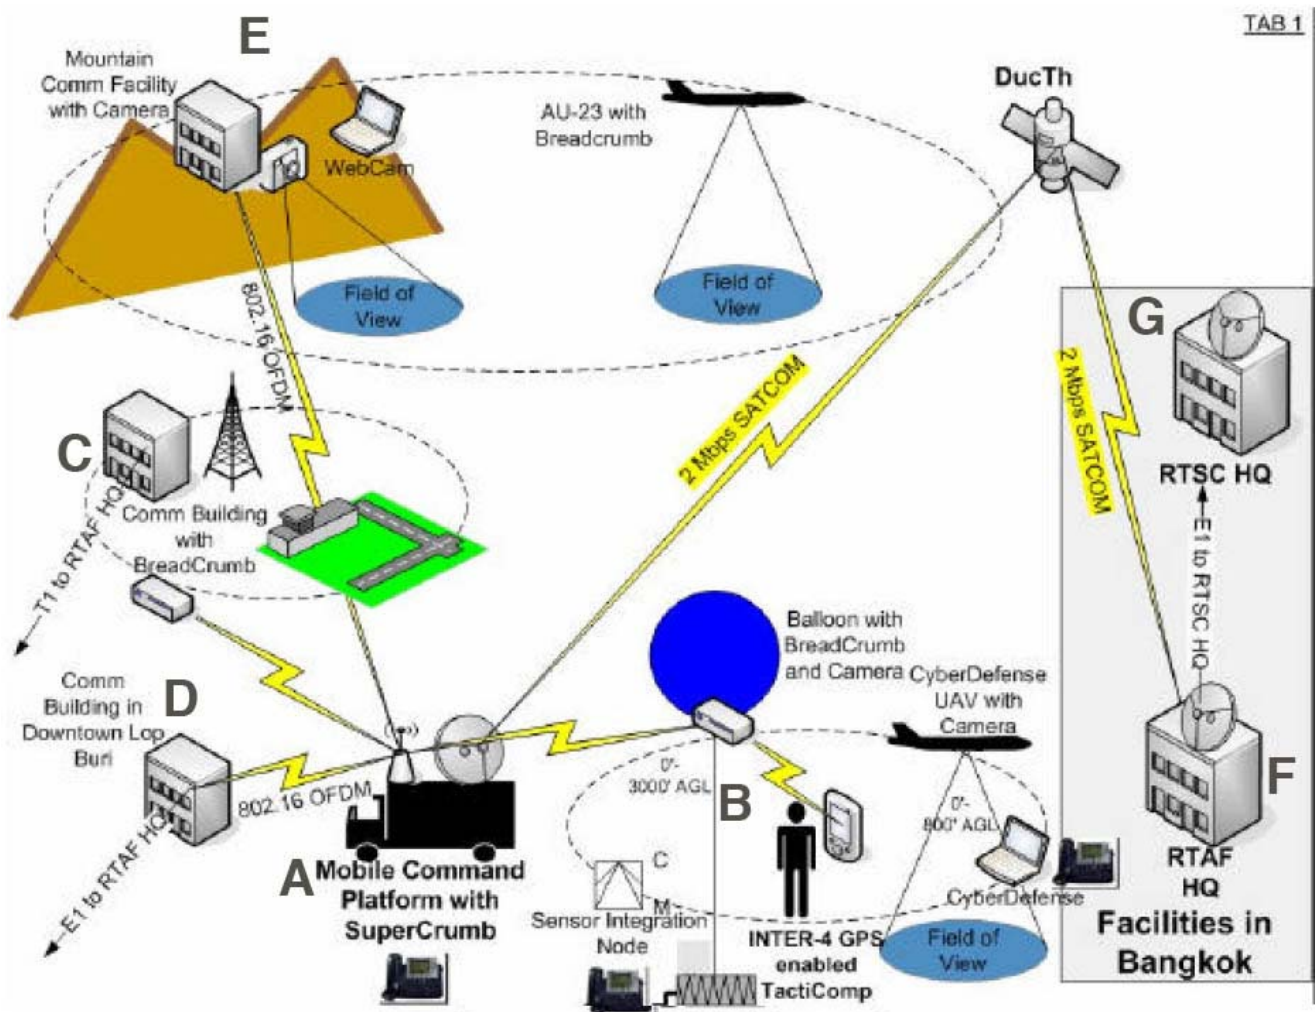 TAB 1
E
Mountain
Comm Facility
with Camera
WebCam
AU-23 with
Breadcrumb
DucTh
Field of
View
Field of
View
802.16 OFDM
2 Mbps SATCOM
2 Mbps SATCOM
G
RTSC HQ
E1 to RTSC HQ
C
T1 to RTAF HQ
Comm Building
with
BreadCrumb
Balloon with
BreadCrumb
and Camera
CyberDefense
UAV with
Camera
D
Comm
Building in
Downtown Lop
Buri
802.16 OFDM
E1 to RTAF HQ
0'-
3000' AGL
B
0'-
800' AGL
F
A
Mobile Command
Platform with
SuperCrumb
C
M
Sensor Integration
Node
INTER-4 GPS
enabled
TactiComp
CyberDefense
Field of
View
RTAF
HQ
Facilities in
Bangkok